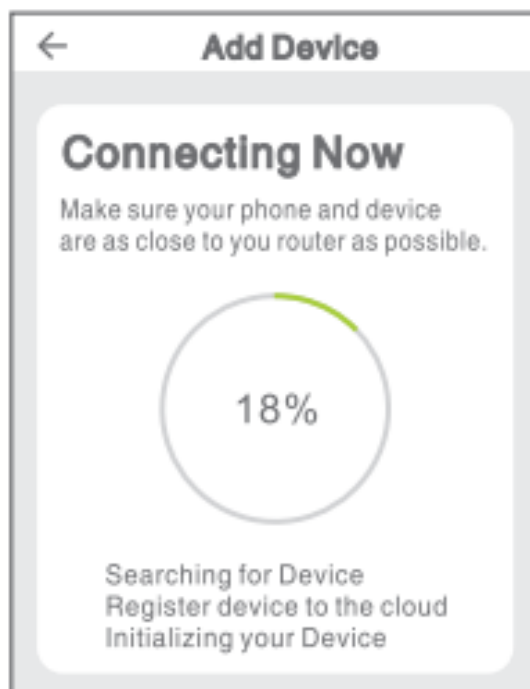 Add Device
Connecting Now
Make sure your phone and device
are as close to you router as possible.
18%
Searching for Device
Register device to the cloud
Initializing your Device